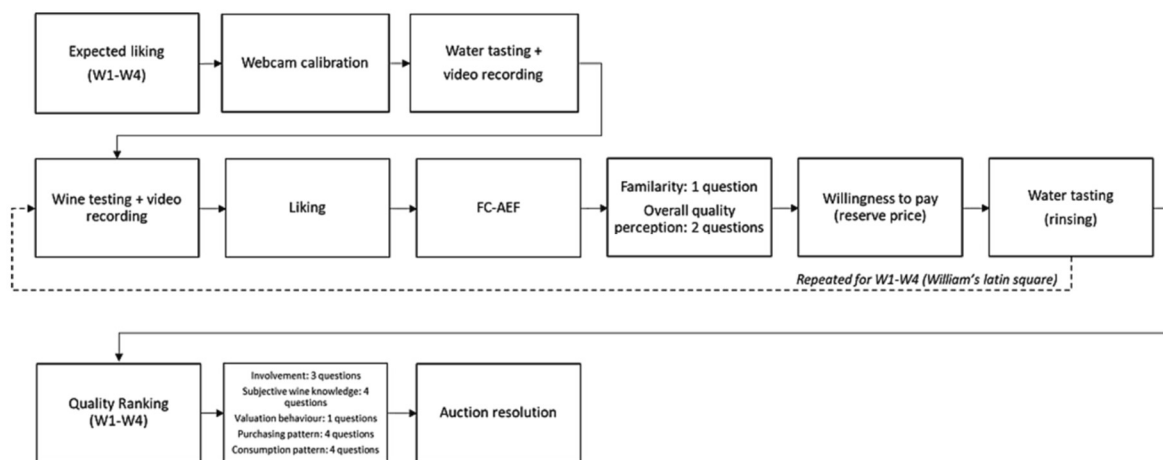 Expected liking
(W1-W4)
Webcam calibration
Water tasting +
video recording
Wine testing + video
recording
Liking
FC-AEF
Familarity: 1 question
Overall quality
perception: 2 questions
Willingness to pay
(reserve price)
Water tasting
(rinsing)
Repeated for W1-W4 (William's latin square)
Quality Ranking
(W1-W4)
Involvement: 3 questions
Subjective wine knowledge: 4
questions
Valuation behaviour: 1 questions
Purchasing pattern: 4 questions
Consumption pattern: 4 questions
Auction resolution